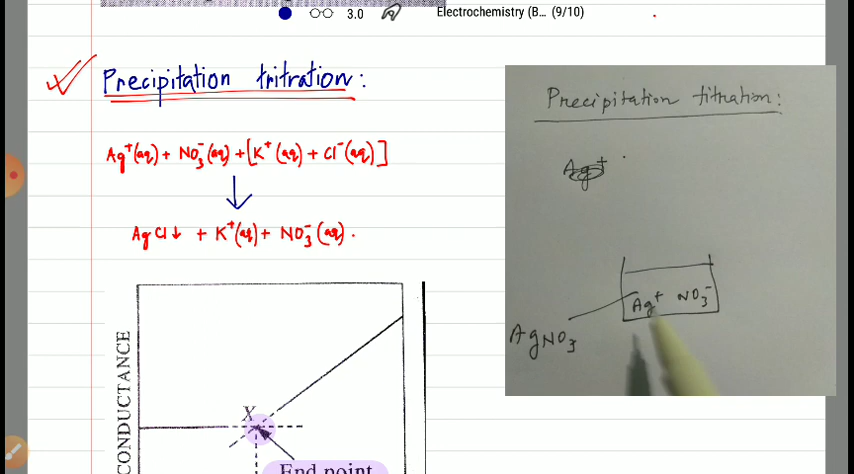 3.0
Electrochemistry (B... (9/10)
Precipitation tritration:
Ag⁺(aq) + NO₃⁻(aq) + [K⁺(aq) + Cl⁻(aq)]
AgCl↓ + K⁺(aq) + NO₃⁻(aq).
CONDUCTANCE
X
End point
Precipitation titration:
Ag⁺
Ag⁺ NO₃⁻
AgNO₃